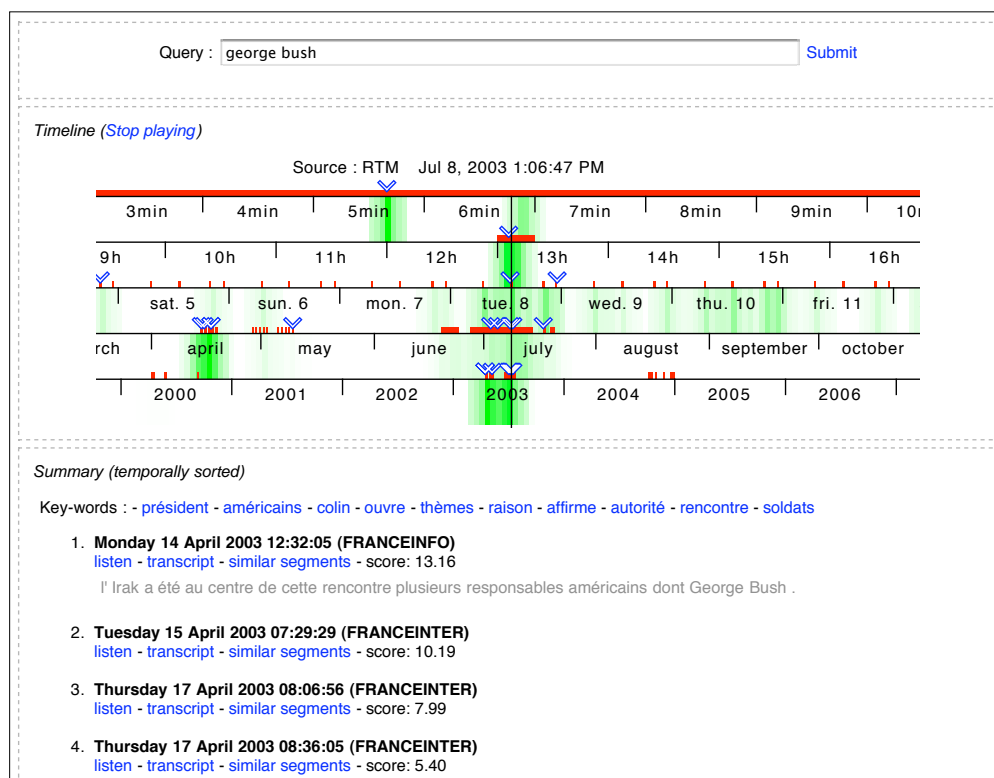 Query : george bush Submit
Timeline (Stop playing)
Source : RTM Jul 8, 2003 1:06:47 PM
3min 4min 5min 6min 7min 8min 9min 10
9h 10h 11h 12h 13h 14h 15h 16h
sat. 5 sun. 6 mon. 7 tue. 8 wed. 9 thu. 10 fri. 11
rch april may june july august september october
2000 2001 2002 2003 2004 2005 2006
Summary (temporally sorted)
Key-words : - président - américains - colin - ouvre - thèmes - raison - affirme - autorité - rencontre - soldats
1. Monday 14 April 2003 12:32:05 (FRANCEINFO)
listen - transcript - similar segments - score: 13.16
l' Irak a été au centre de cette rencontre plusieurs responsables américains dont George Bush .
2. Tuesday 15 April 2003 07:29:29 (FRANCEINTER)
listen - transcript - similar segments - score: 10.19
3. Thursday 17 April 2003 08:06:56 (FRANCEINTER)
listen - transcript - similar segments - score: 7.99
4. Thursday 17 April 2003 08:36:05 (FRANCEINTER)
listen - transcript - similar segments - score: 5.40